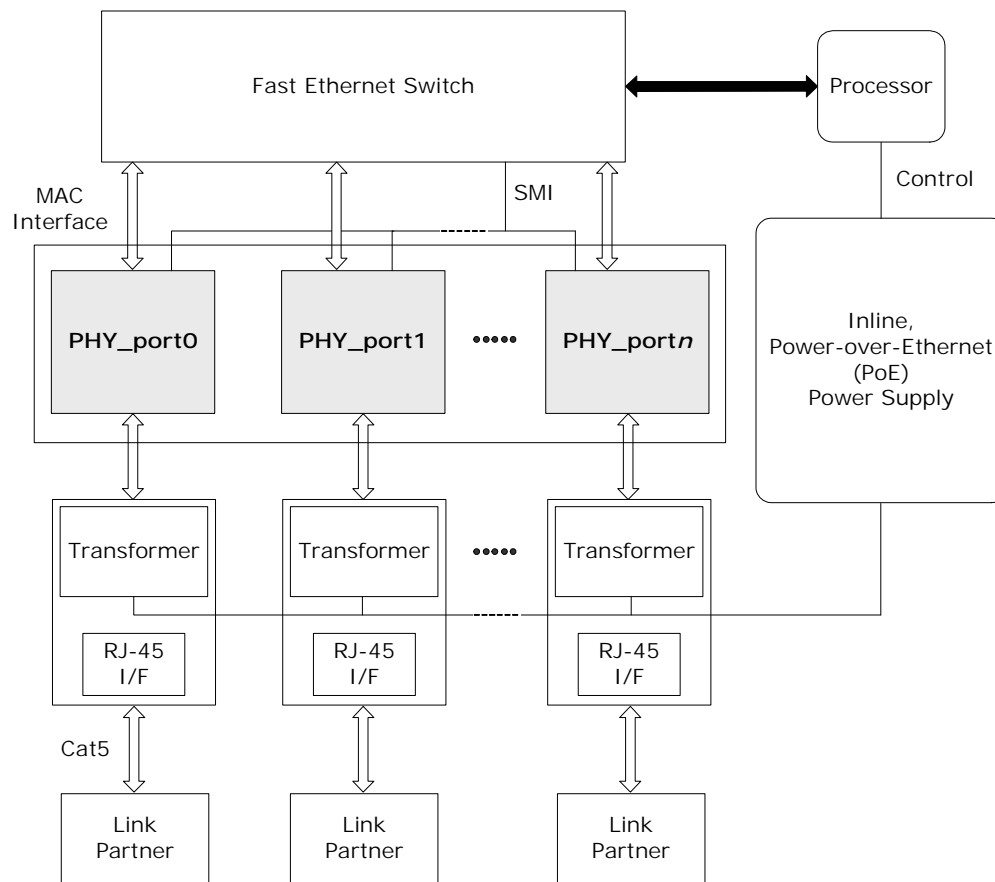 Fast Ethernet Switch
Processor
MAC
Interface
SMI
Control
PHY_port0
PHY_port1
PHY_portn
Inline,
Power-over-Ethernet
(PoE)
Power Supply
Transformer
Transformer
Transformer
RJ-45
I/F
RJ-45
I/F
RJ-45
I/F
Cat5
Link
Partner
Link
Partner
Link
Partner